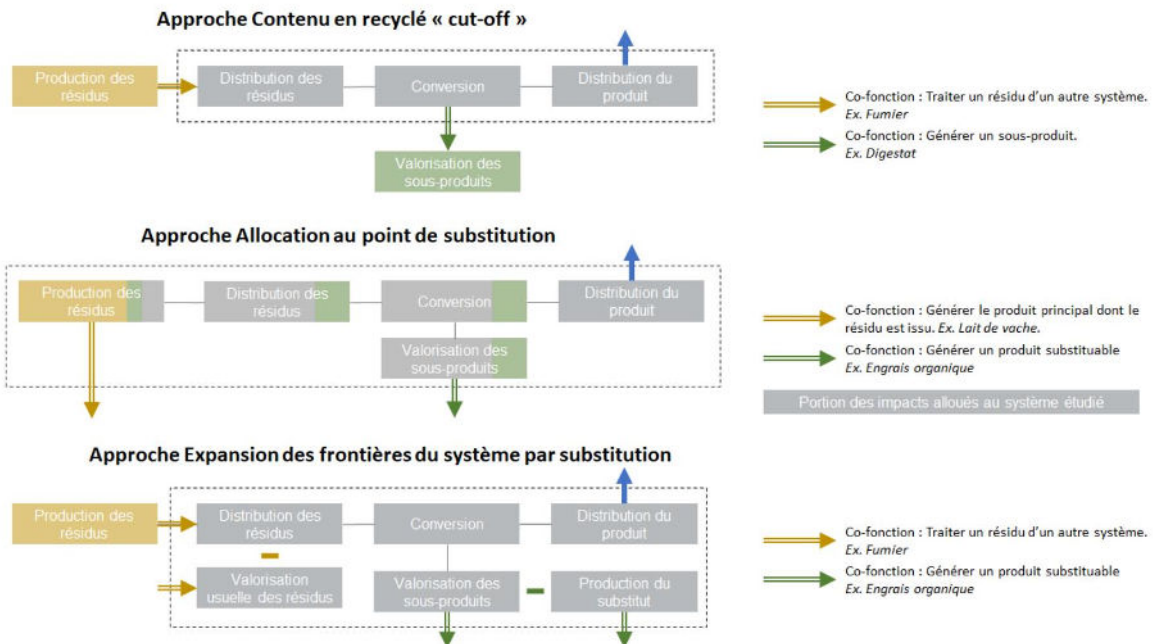 Approche Contenu en recyclé « cut-off »
Production des
résidus
Distribution des
résidus
Conversion
Distribution du
produit
Valorisation des
sous-produits
Co-fonction : Traiter un résidu d'un autre système.
Ex. Fumier
Co-fonction : Générer un sous-produit.
Ex. Digestat
Approche Allocation au point de substitution
Production des
résidus
Distribution des
résidus
Conversion
Distribution du
produit
Valorisation des
sous-produits
Co-fonction : Générer le produit principal dont le
résidu est issu. Ex. Lait de vache.
Co-fonction : Générer un produit substituable
Ex. Engrais organique
Portion des impacts alloués au système étudié
Approche Expansion des frontières du système par substitution
Production des
résidus
Distribution des
résidus
Conversion
Distribution du
produit
Valorisation
usuelle des résidus
Valorisation des
sous-produits
Production du
substitut
Co-fonction : Traiter un résidu d'un autre système.
Ex. Fumier
Co-fonction : Générer un produit substituable
Ex. Engrais organique